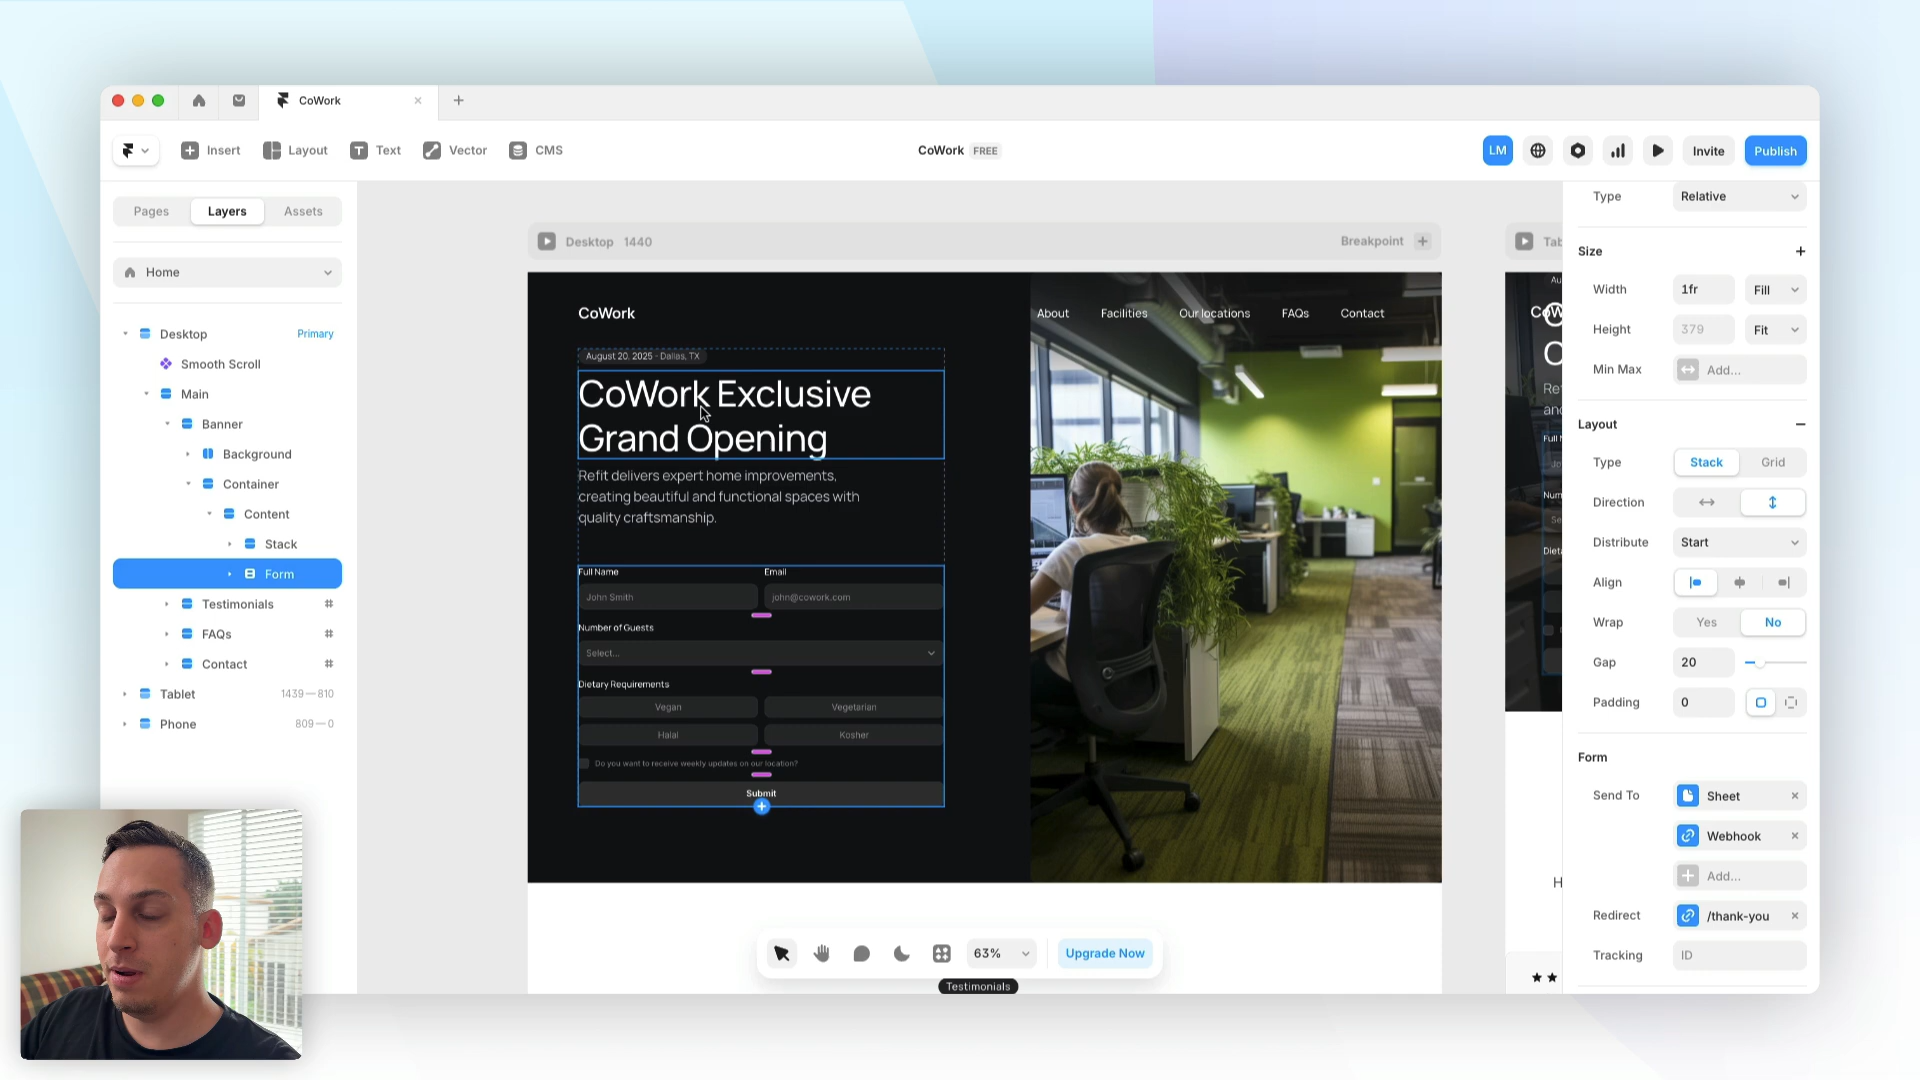 CoWork
Insert
Layout
Text
Vector
CMS
CoWork FREE
LM
Invite
Publish
Pages
Layers
Assets
Home
Desktop Primary
Smooth Scroll
Main
Banner
Background
Container
Content
Stack
Form
Testimonials
FAQs
Contact
Tablet 1439—810
Phone 809—0
Desktop 1440
Breakpoint
CoWork
About
Facilities
Our locations
FAQs
Contact
August 20, 2025 - Dallas, TX
CoWork Exclusive
Grand Opening
Refit delivers expert home improvements,
creating beautiful and functional spaces with
quality craftsmanship.
Full Name
Email
John Smith
john@cowork.com
Number of Guests
Select...
Dietary Requirements
Vegan
Vegetarian
Halal
Kosher
Do you want to receive weekly updates on our location?
Submit
63%
Upgrade Now
Testimonials
Type
Relative
Size
Width
1fr
Fill
Height
379
Fit
Min Max
Add...
Layout
Type
Stack
Grid
Direction
Distribute
Start
Align
Wrap
Yes
No
Gap
20
Padding
0
Form
Send To
Sheet
Webhook
Add...
Redirect
/thank-you
Tracking
ID